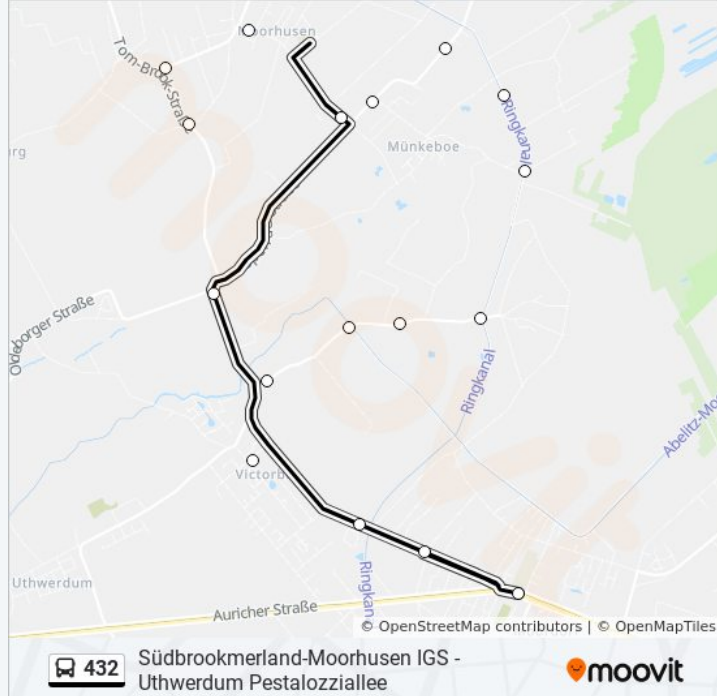 Moorhusen
Tom-Brook-Straße
Ringkanal
Münkeboe
Oldeborger Straße
Ringkanal
Abelitz-Mo
Victorb
Uthwerdum
Ringkan
Auricher Straße
© OpenStreetMap contributors | © OpenMapTiles
432
Südbrookmerland-Moorhusen IGS -
Uthwerdum Pestalozziallee
moovit